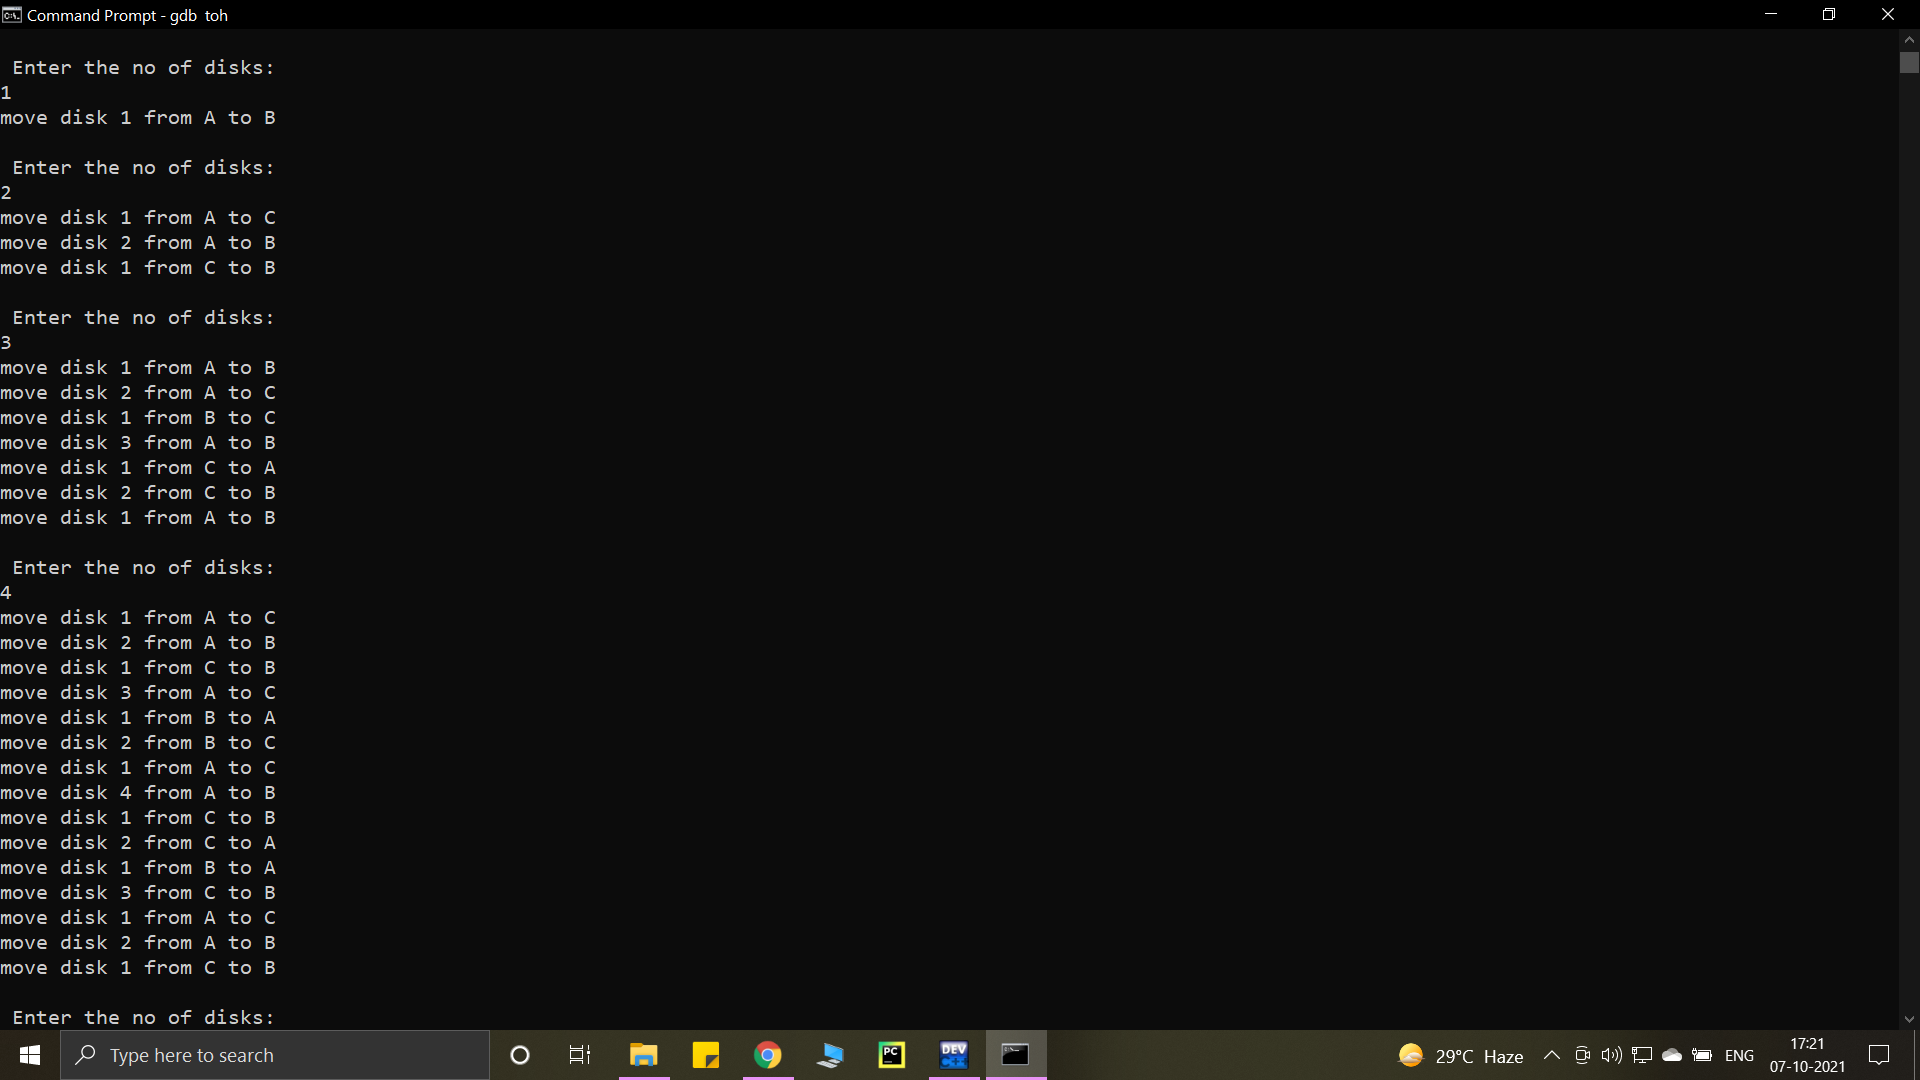 Command Prompt - gdb  toh
Enter the no of disks:
1
move disk 1 from A to B
Enter the no of disks:
2
move disk 1 from A to C
move disk 2 from A to B
move disk 1 from C to B
Enter the no of disks:
3
move disk 1 from A to B
move disk 2 from A to C
move disk 1 from B to C
move disk 3 from A to B
move disk 1 from C to A
move disk 2 from C to B
move disk 1 from A to B
Enter the no of disks:
4
move disk 1 from A to C
move disk 2 from A to B
move disk 1 from C to B
move disk 3 from A to C
move disk 1 from B to A
move disk 2 from B to C
move disk 1 from A to C
move disk 4 from A to B
move disk 1 from C to B
move disk 2 from C to A
move disk 1 from B to A
move disk 3 from C to B
move disk 1 from A to C
move disk 2 from A to B
move disk 1 from C to B
Enter the no of disks:
Type here to search
PC
DEV
C++
29°C Haze
ENG
17:21
07-10-2021